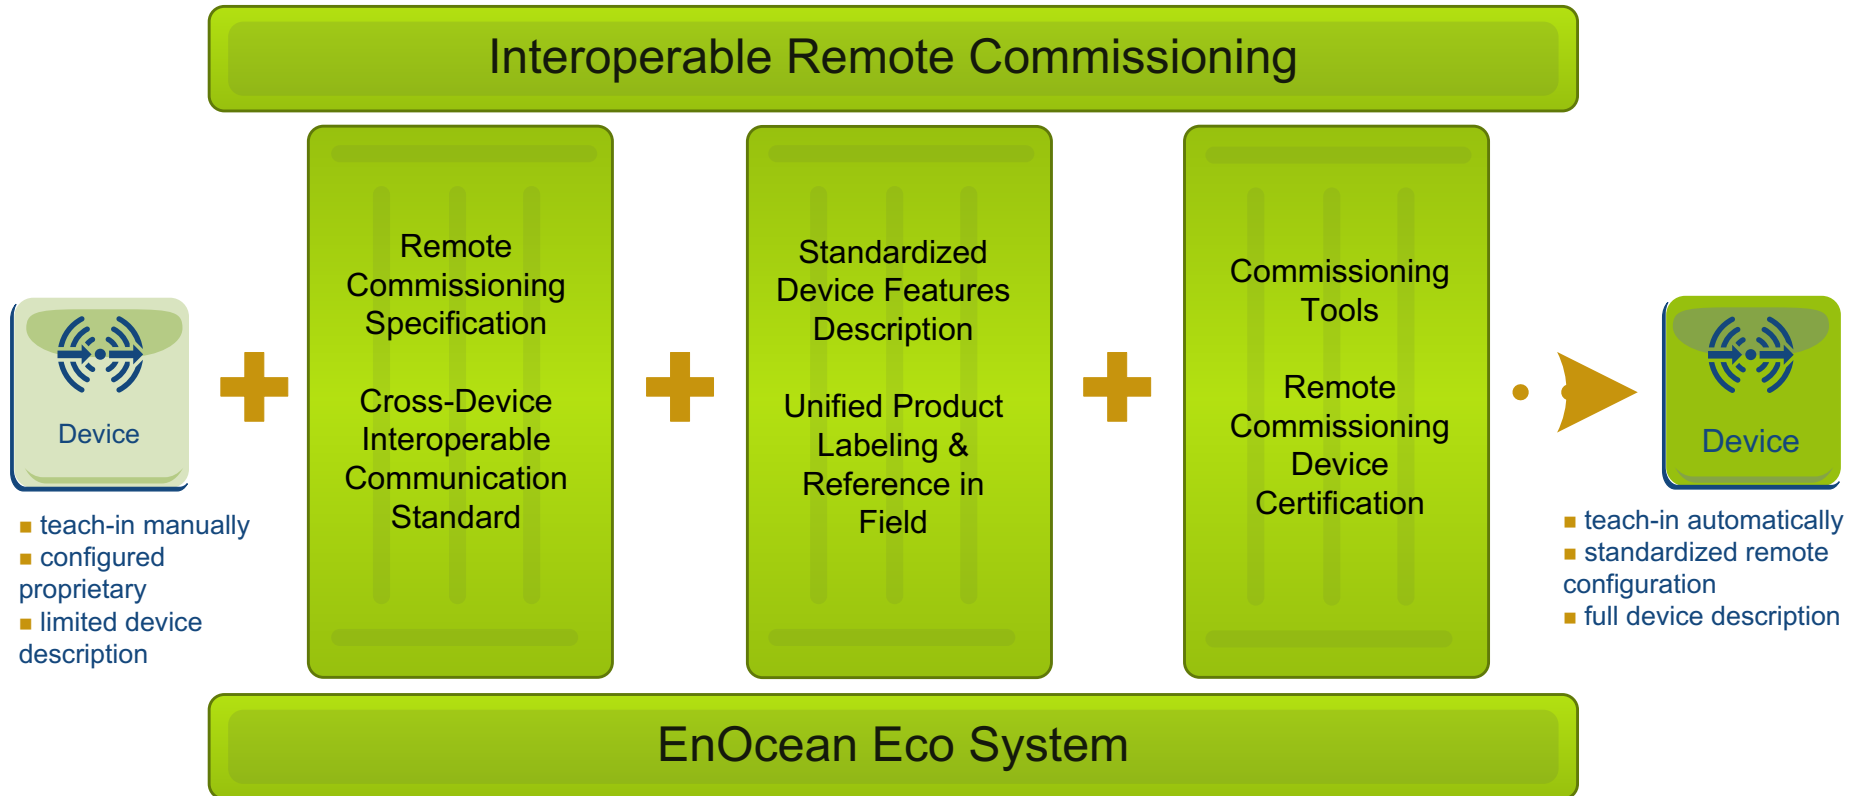 Interoperable Remote Commissioning
Device
■ teach-in manually
■ configured
proprietary
■ limited device
description
Remote
Commissioning
Specification
Cross-Device
Interoperable
Communication
Standard
Standardized
Device Features
Description
Unified Product
Labeling &
Reference in
Field
Commissioning
Tools
Remote
Commissioning
Device
Certification
Device
■ teach-in automatically
■ standardized remote
configuration
■ full device description
EnOcean Eco System